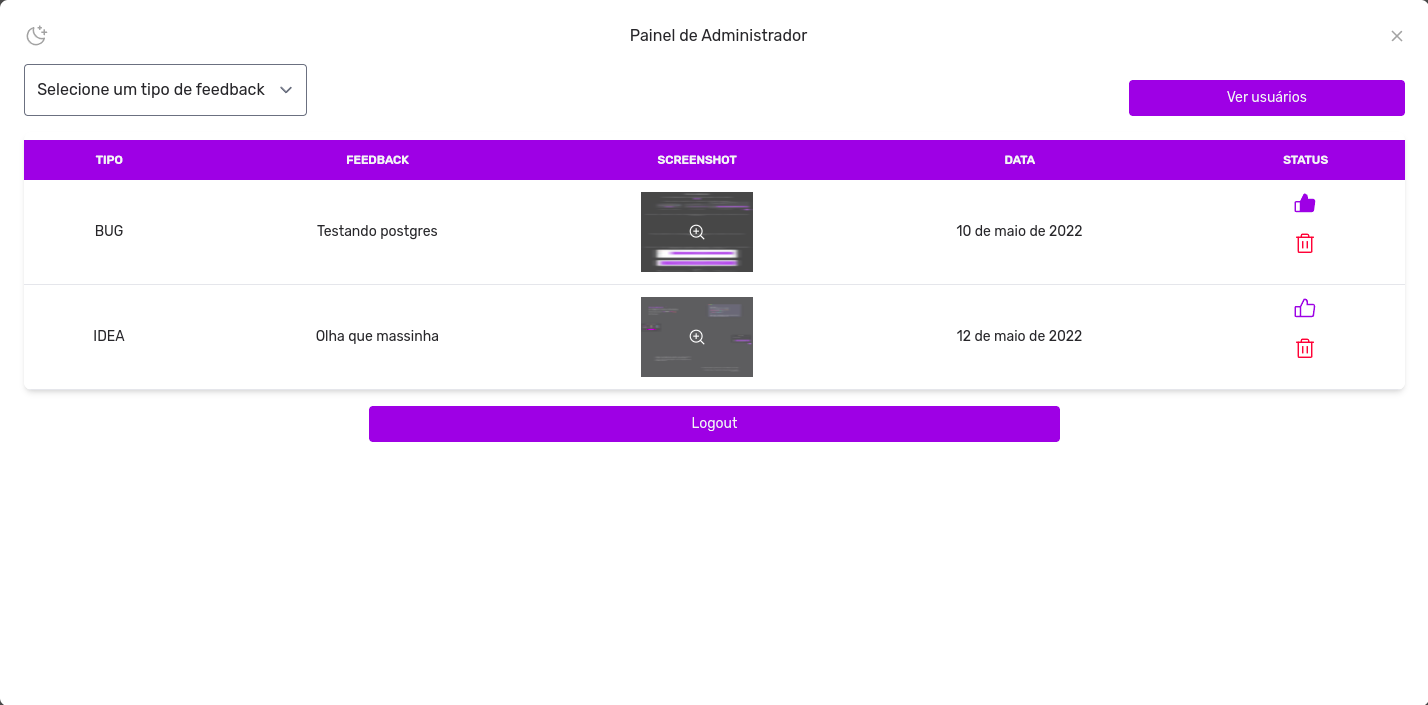 Painel de Administrador
Selecione um tipo de feedback
Ver usuários
TIPO FEEDBACK SCREENSHOT DATA STATUS
BUG Testando postgres 10 de maio de 2022
IDEA Olha que massinha 12 de maio de 2022
Logout